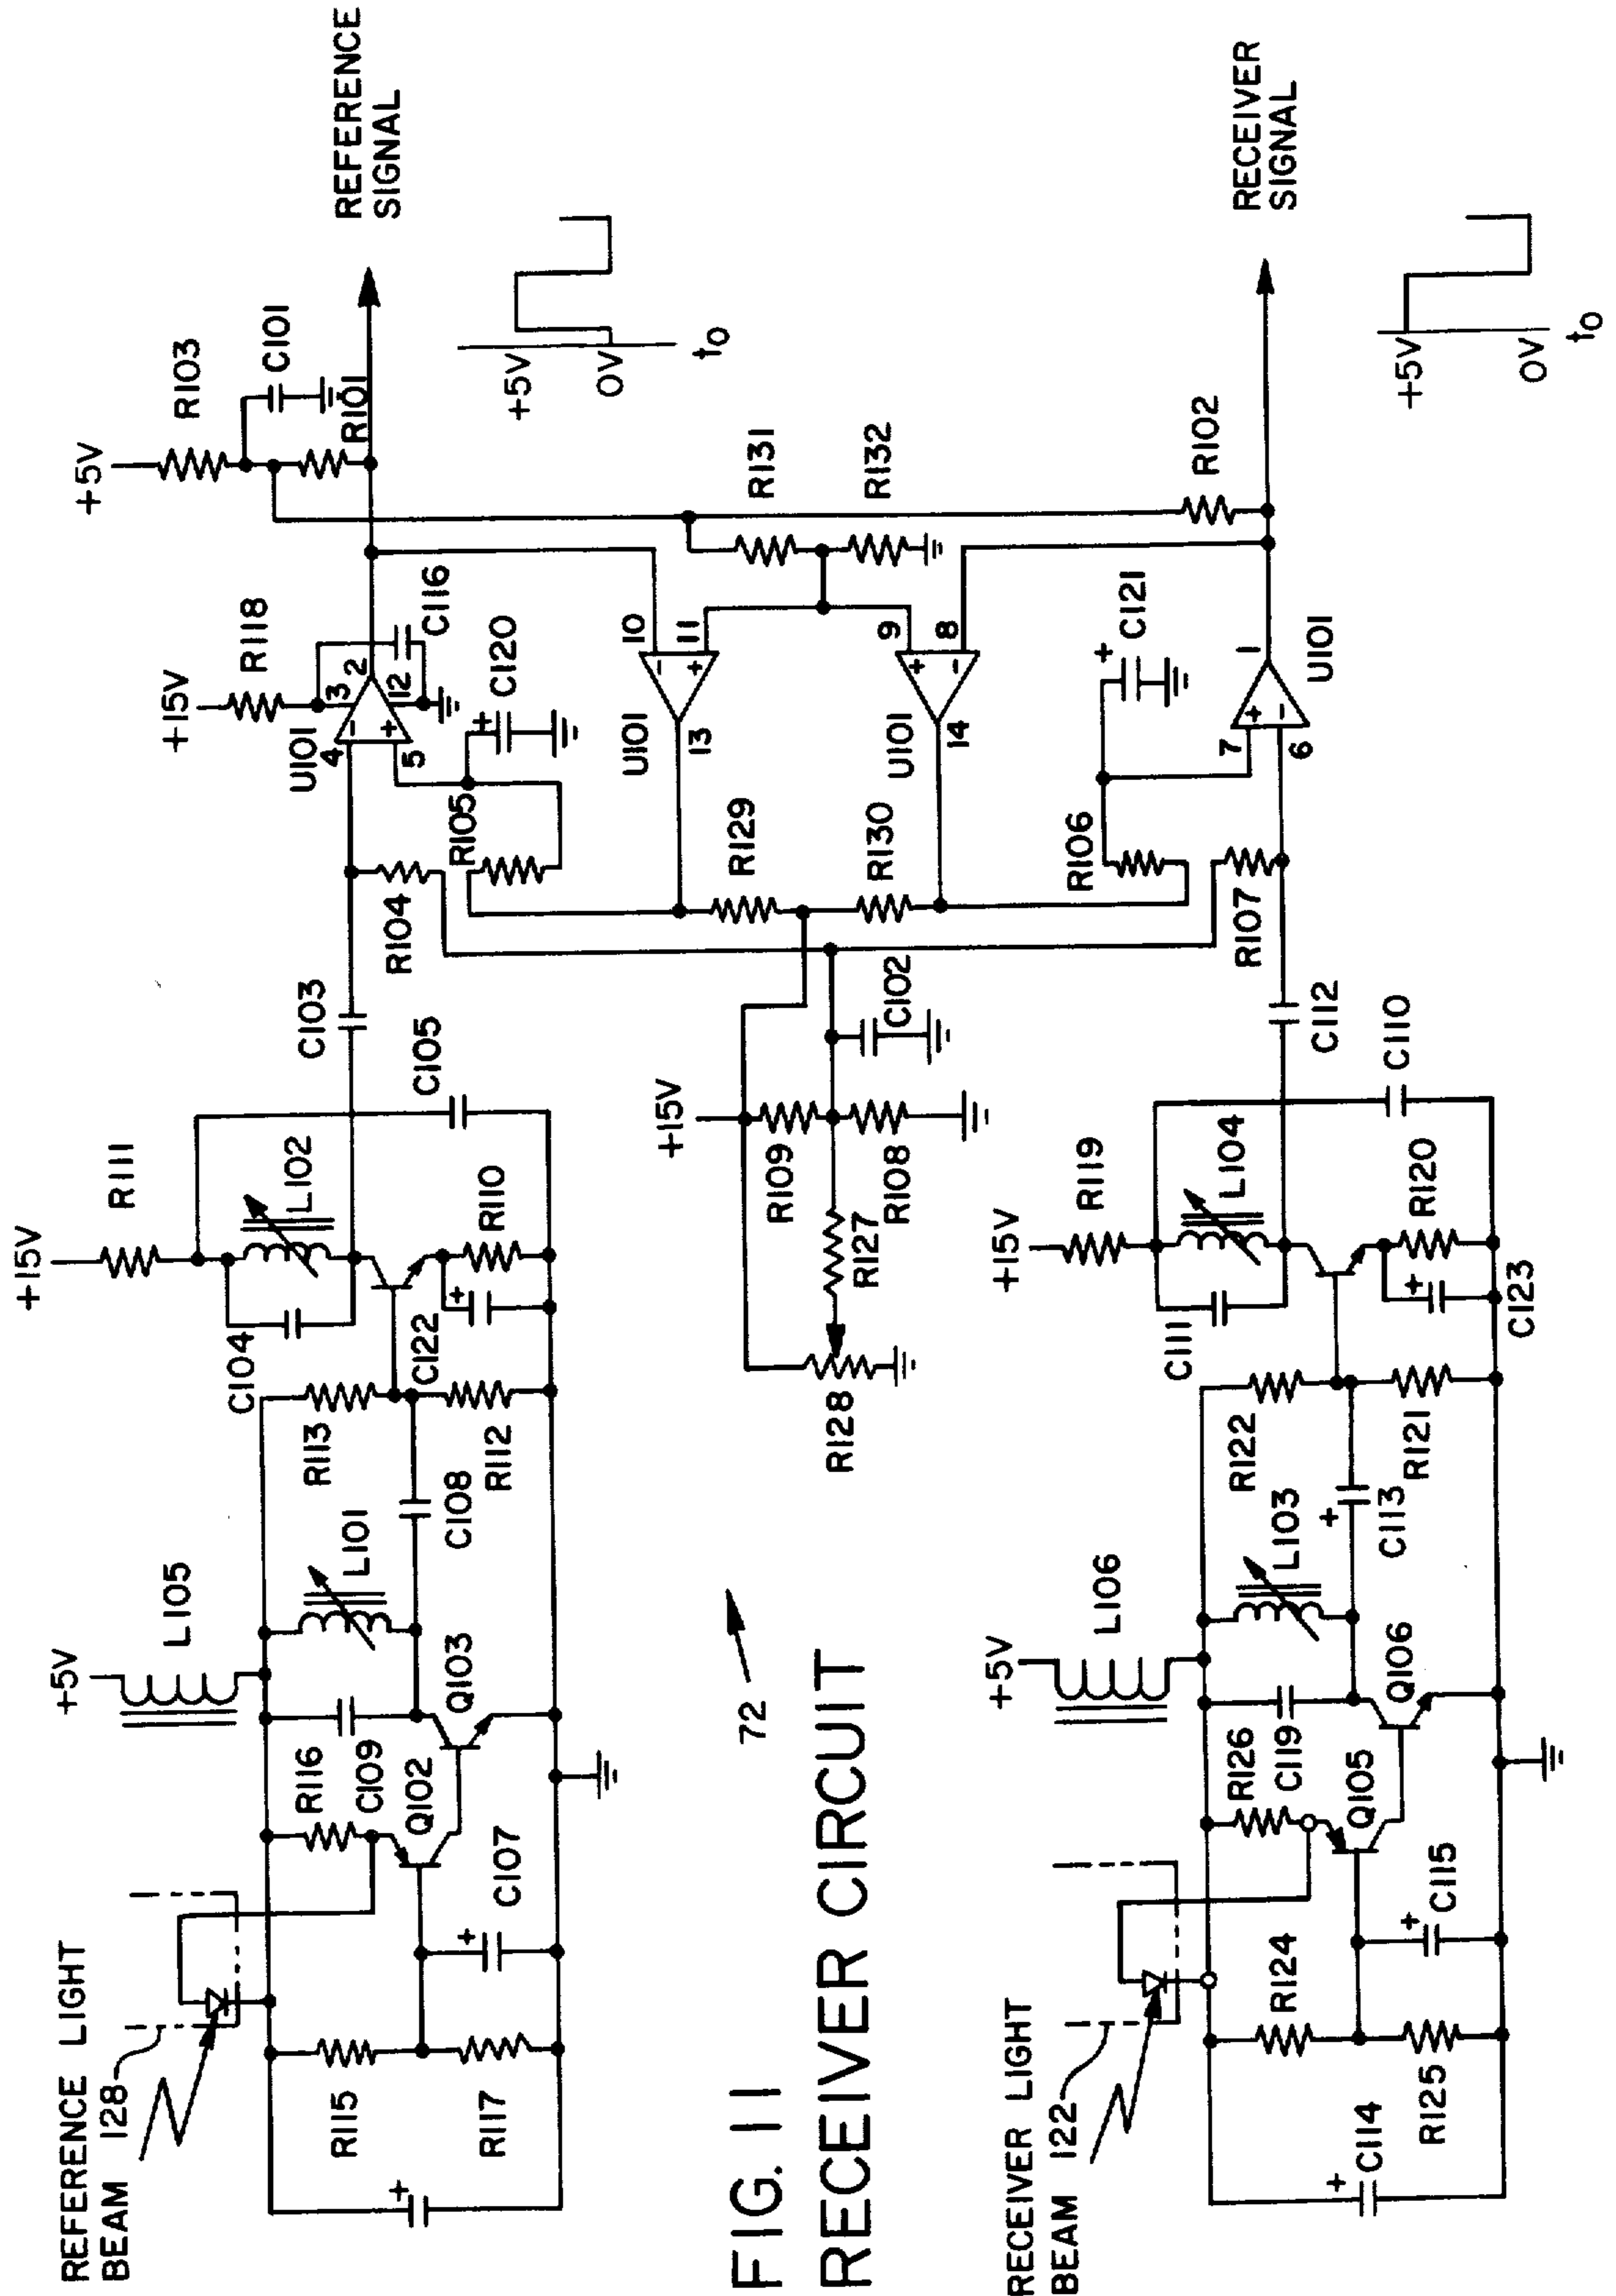 REFERENCE LIGHT
BEAM 128
R115
R117
C107
R116
C109
Q102
Q103
+5V
L105
L101
C108
R113
R112
C104
C122
+15V
R111
L102
R110
C105
C103
R104
R105
U101
4
5
3
2
12
+15V
R118
C116
C120
+5V
R103
C101
R101
REFERENCE
SIGNAL
+5V
0V
t0
R131
R132
10
11
U101
13
-
+
9
8
U101
14
+
-
R129
R130
+15V
R109
R108
C102
R127
R128
R102
C121
R106
R107
7
6
1
U101
+
-
RECEIVER
SIGNAL
+5V
0V
t0
FIG. 11
RECEIVER CIRCUIT
72
RECEIVER LIGHT
BEAM 122
C114
R124
R125
C115
R126
C119
Q105
Q106
+5V
L106
L103
C113
R122
R121
C111
+15V
R119
L104
R120
C123
C110
C112